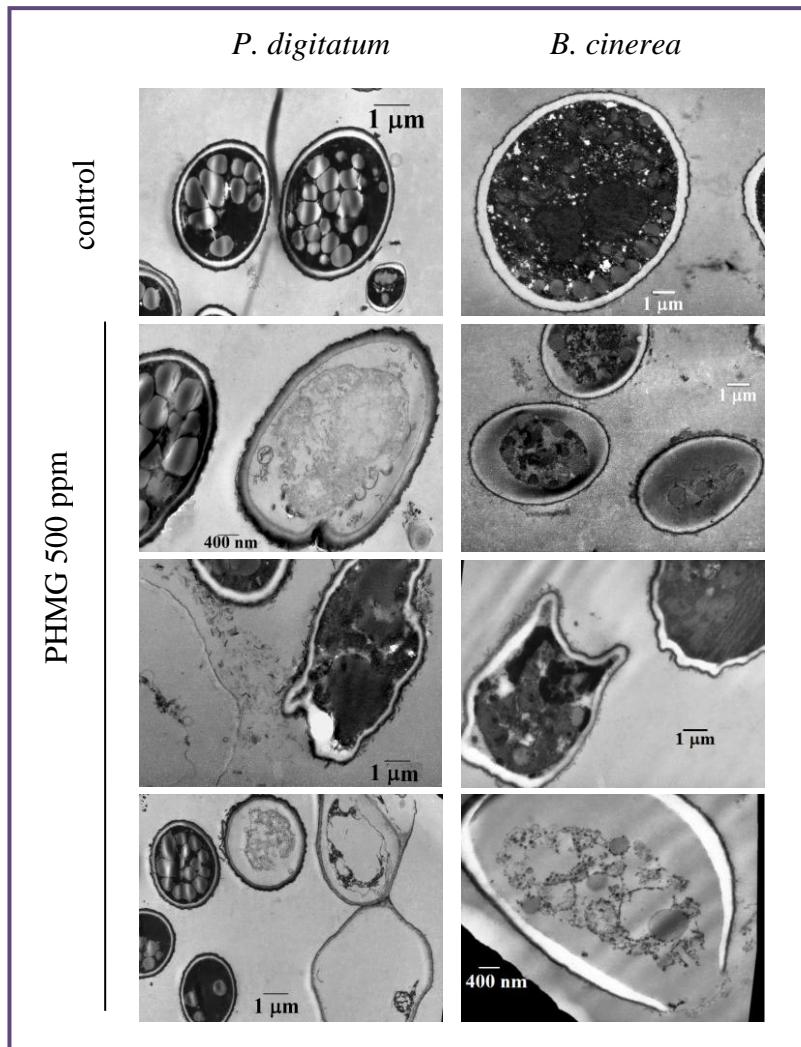 P. digitatum
B. cinerea
control
1 μm
1 μm
PHMG 500 ppm
400 nm
1 μm
1 μm
1 μm
1 μm
400 nm